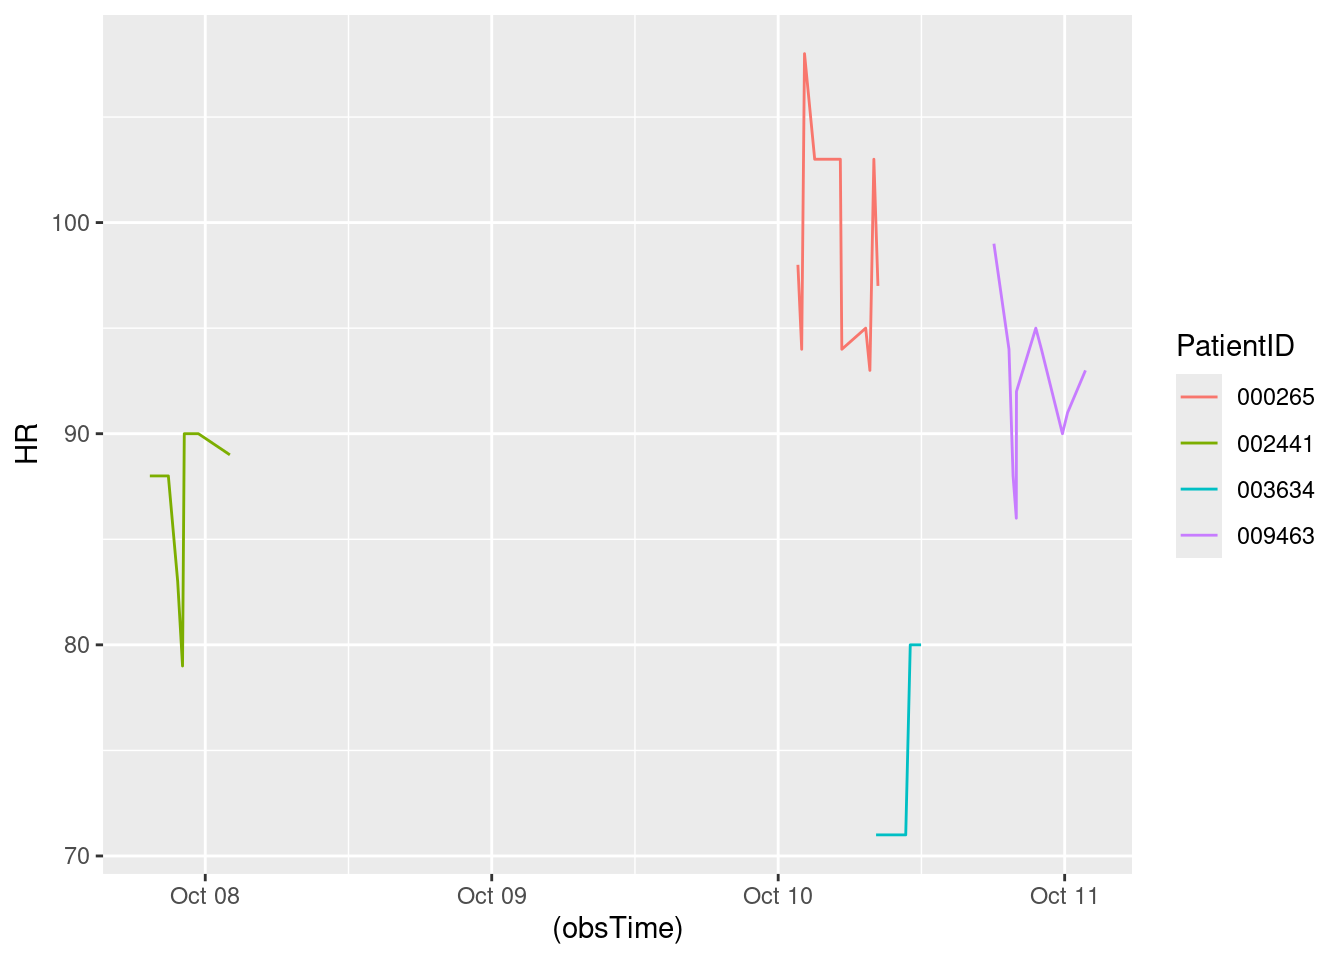 HR
100
90
80
70
Oct 08
Oct 09
Oct 10
Oct 11
(obsTime)
PatientID
000265
002441
003634
009463